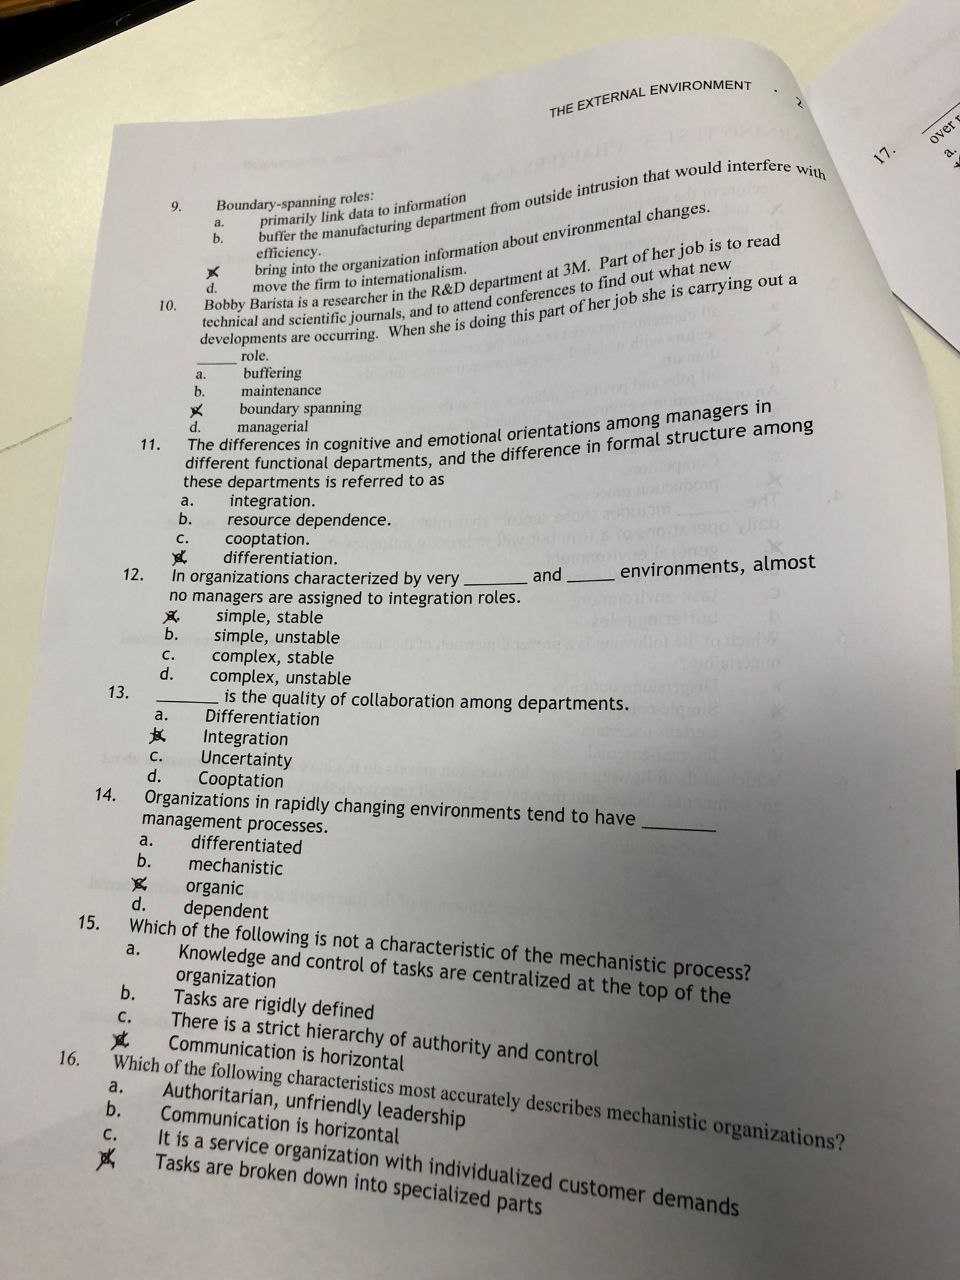 THE EXTERNAL ENVIRONMENT . 2
9. Boundary-spanning roles:
a. primarily link data to information
b. buffer the manufacturing department from outside intrusion that would interfere with
efficiency.
bring into the organization information about environmental changes.
d. move the firm to internationalism.
10. Bobby Barista is a researcher in the R&D department at 3M. Part of her job is to read
technical and scientific journals, and to attend conferences to find out what new
developments are occurring. When she is doing this part of her job she is carrying out a
______ role.
a. buffering
b. maintenance
boundary spanning
d. managerial
11. The differences in cognitive and emotional orientations among managers in
different functional departments, and the difference in formal structure among
these departments is referred to as
a. integration.
b. resource dependence.
c. cooptation.
d. differentiation.
12. In organizations characterized by very _______ and _____ environments, almost
no managers are assigned to integration roles.
a. simple, stable
b. simple, unstable
c. complex, stable
d. complex, unstable
13. _______ is the quality of collaboration among departments.
a. Differentiation
b. Integration
c. Uncertainty
d. Cooptation
14. Organizations in rapidly changing environments tend to have ________
management processes.
a. differentiated
b. mechanistic
c. organic
d. dependent
15. Which of the following is not a characteristic of the mechanistic process?
a. Knowledge and control of tasks are centralized at the top of the
organization
b. Tasks are rigidly defined
c. There is a strict hierarchy of authority and control
d. Communication is horizontal
16. Which of the following characteristics most accurately describes mechanistic organizations?
a. Authoritarian, unfriendly leadership
b. Communication is horizontal
c. It is a service organization with individualized customer demands
d. Tasks are broken down into specialized parts
17.
over
a.